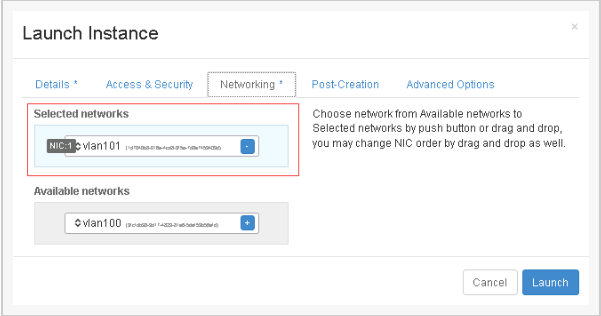 Launch Instance
×
Details *
Access & Security
Networking *
Post-Creation
Advanced Options
Selected networks
NIC:1
vlan101
-
Choose network from Available networks to
Selected networks by push button or drag and drop,
you may change NIC order by drag and drop as well.
Available networks
vlan100
+
Cancel
Launch